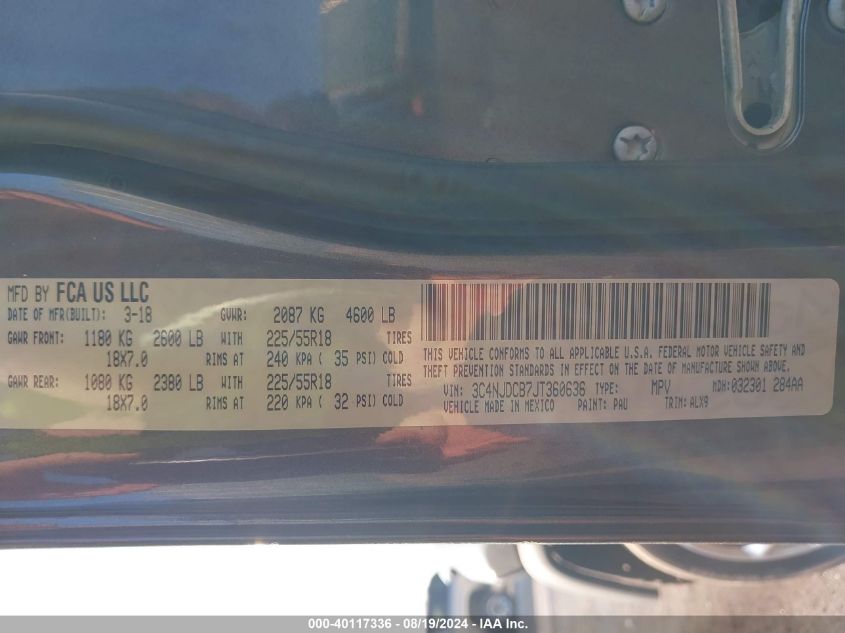 MFD BY FCA US LLC
DATE OF MFR(BUILT): 3-18 GVWR: 2087 KG 4600 LB
GAWR FRONT: 1180 KG 2600 LB WITH 225/55R18 TIRES
18X7.0 RIMS AT 240 KPA ( 35 PSI) COLD
GAWR REAR: 1080 KG 2380 LB WITH 225/55R18 TIRES
18X7.0 RIMS AT 220 KPA ( 32 PSI) COLD
THIS VEHICLE CONFORMS TO ALL APPLICABLE U.S.A. FEDERAL MOTOR VEHICLE SAFETY AND
THEFT PREVENTION STANDARDS IN EFFECT ON THE DATE OF MANUFACTURE SHOWN ABOVE.
VIN: 3C4NJDCB7JT360636 TYPE: MPV MDH: 032301 284AA
VEHICLE MADE IN MEXICO PAINT: PAU TRIM: ALX9
000-40117336 - 08/19/2024 - IAA Inc.